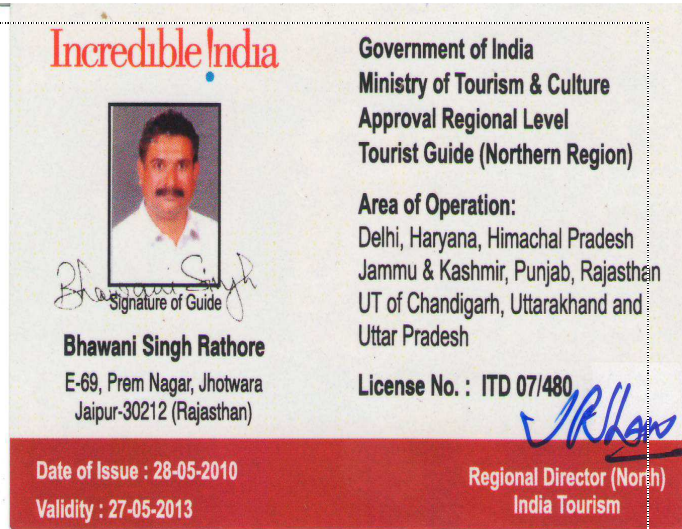 Incredible !ndia
Bhawani Singh
Signature of Guide
Bhawani Singh Rathore
E-69, Prem Nagar, Jhotwara
Jaipur-30212 (Rajasthan)
Government of India
Ministry of Tourism & Culture
Approval Regional Level
Tourist Guide (Northern Region)
Area of Operation:
Delhi, Haryana, Himachal Pradesh
Jammu & Kashmir, Punjab, Rajasthan
UT of Chandigarh, Uttarakhand and
Uttar Pradesh
License No. : ITD 07/480
Date of Issue : 28-05-2010
Validity : 27-05-2013
Regional Director (North)
India Tourism